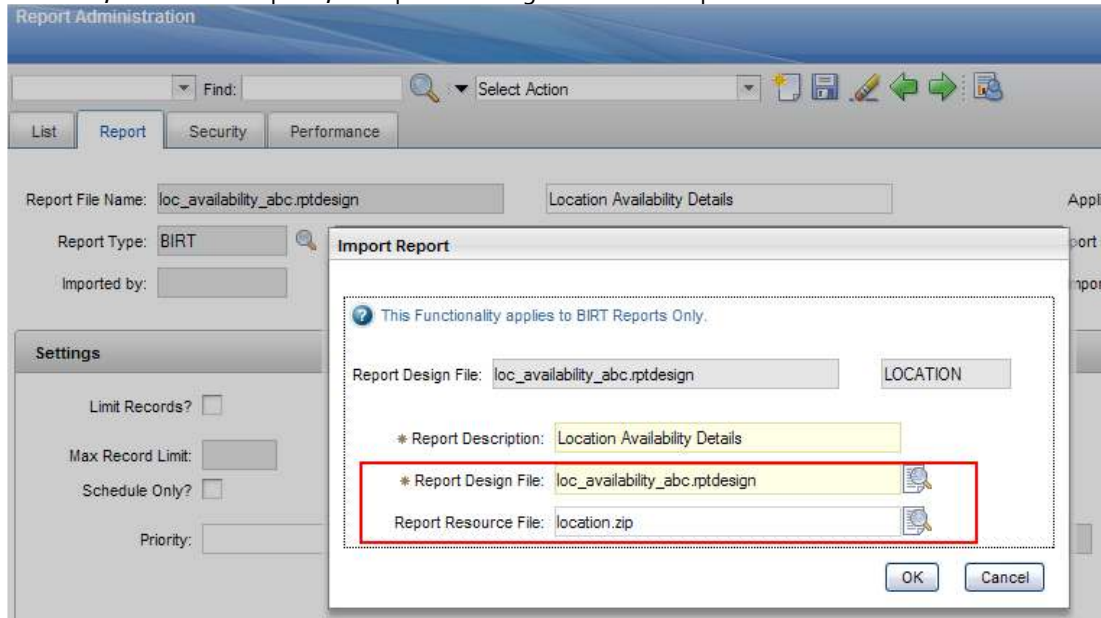 Report Administration
Find: Select Action
List Report Security Performance
Report File Name: loc_availability_abc.rptdesign Location Availability Details
Report Type: BIRT
Imported by:
Import Report
This Functionality applies to BIRT Reports Only.
Settings
Report Design File: loc_availability_abc.rptdesign LOCATION
Limit Records?
* Report Description: Location Availability Details
Max Record Limit:
* Report Design File: loc_availability_abc.rptdesign
Schedule Only?
Report Resource File: location.zip
Priority:
OK Cancel